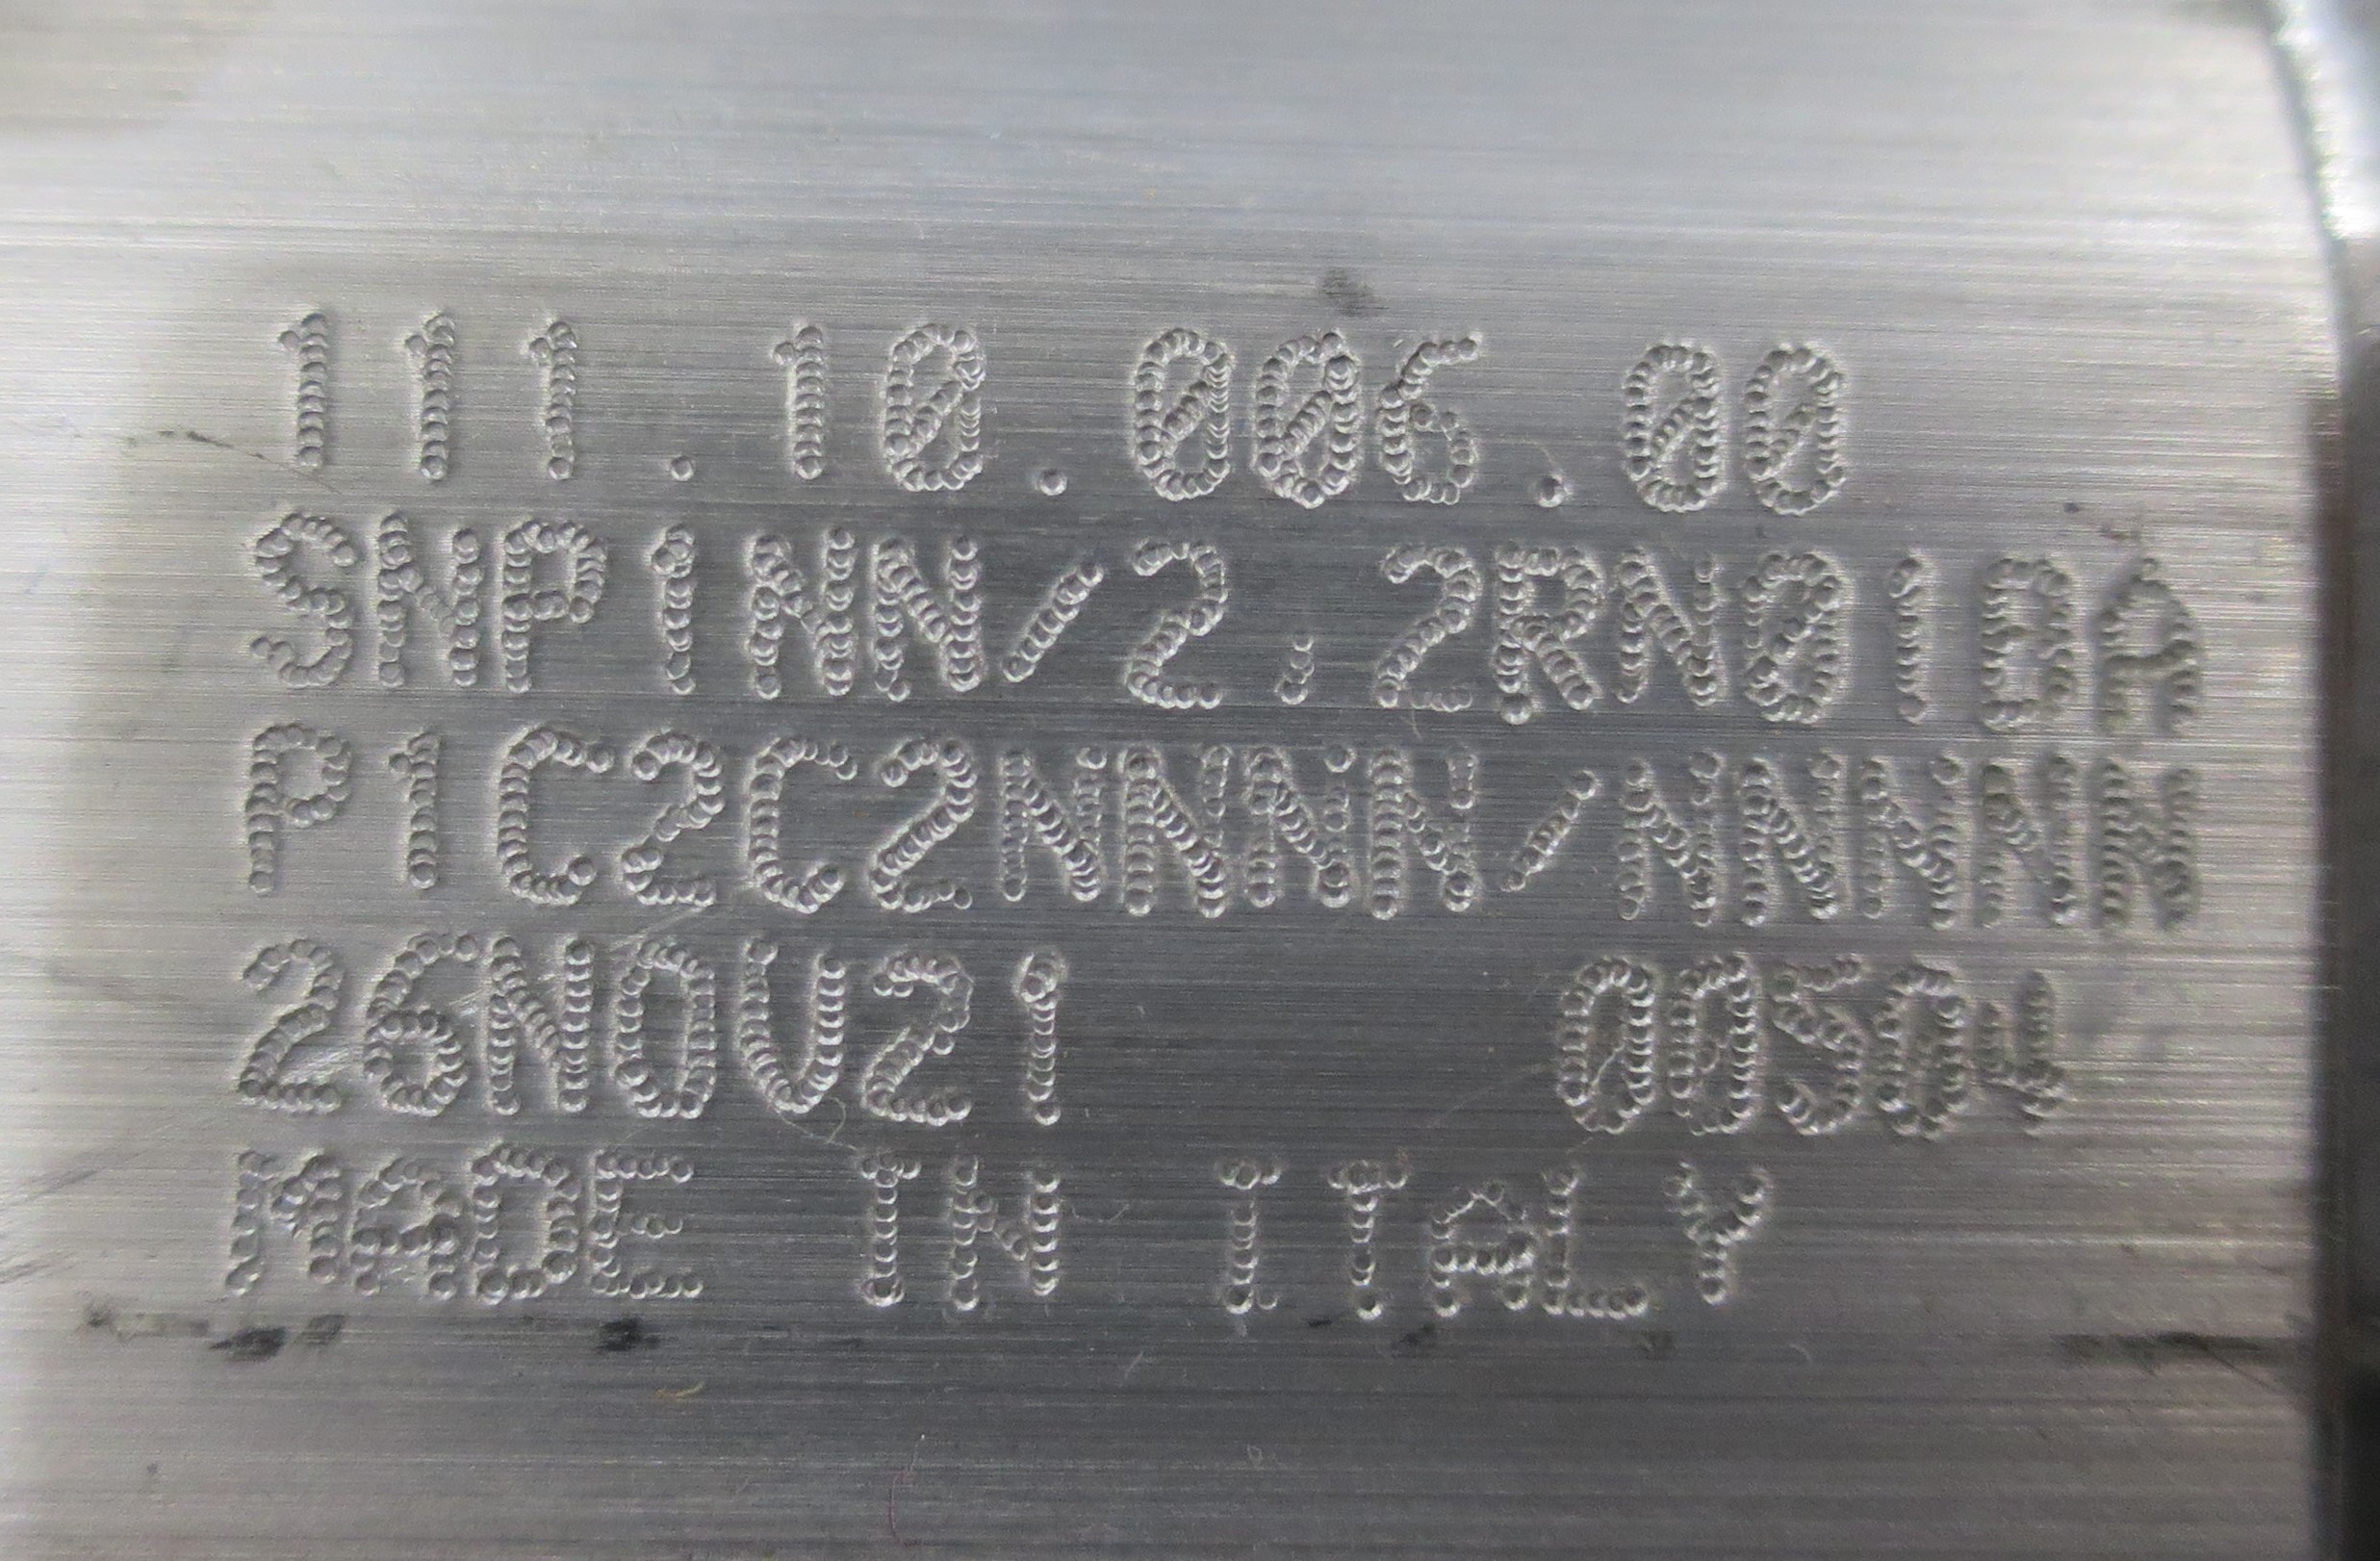 111.10.006.00
SNP1NN/2,2RN01BA
P1C2C2NNNN/NNNNN
26NOV21 00504
MADE IN ITALY